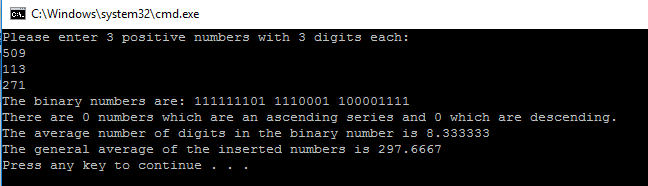 C:\Windows\system32\cmd.exe
Please enter 3 positive numbers with 3 digits each:
509
113
271
The binary numbers are: 111111101 1110001 100001111
There are 0 numbers which are an ascending series and 0 which are descending.
The average number of digits in the binary number is 8.333333
The general average of the inserted numbers is 297.6667
Press any key to continue . . .